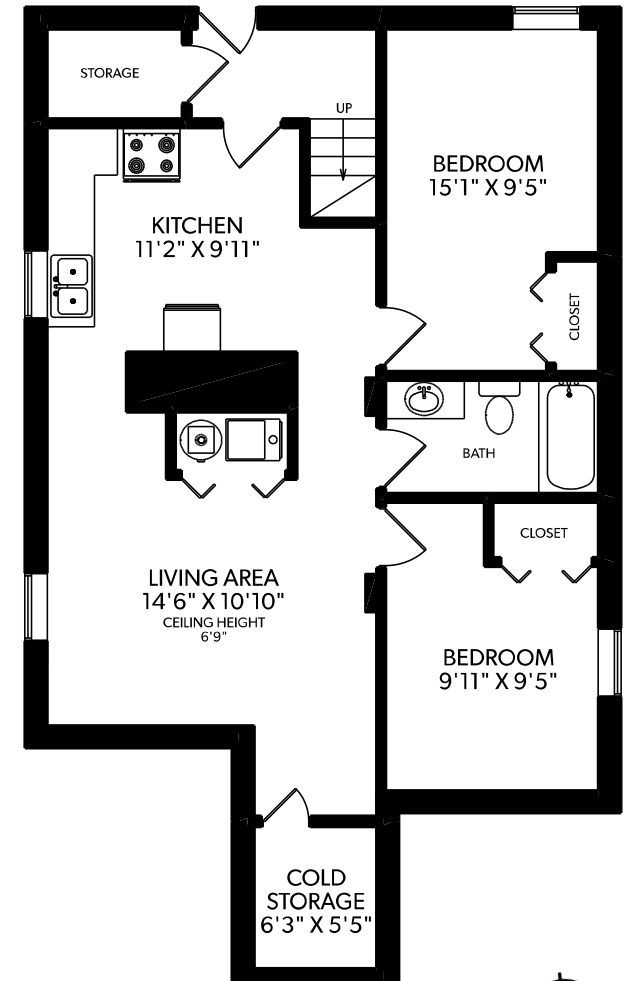 STORAGE
UP
BEDROOM
15'1" X 9'5"
KITCHEN
11'2" X 9'11"
CLOSET
BATH
CLOSET
LIVING AREA
14'6" X 10'10"
CEILING HEIGHT
6'9"
BEDROOM
9'11" X 9'5"
COLD
STORAGE
6'3" X 5'5"